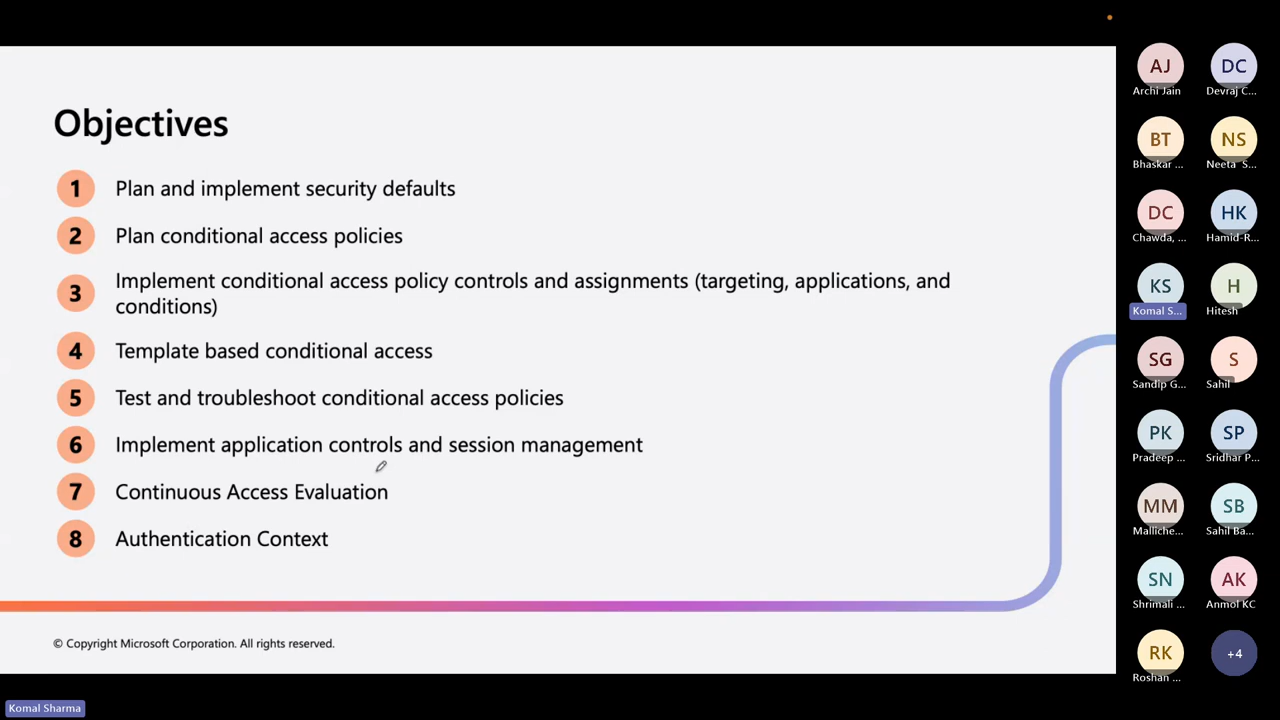 Objectives
1 Plan and implement security defaults
2 Plan conditional access policies
3 Implement conditional access policy controls and assignments (targeting, applications, and
conditions)
4 Template based conditional access
5 Test and troubleshoot conditional access policies
6 Implement application controls and session management
7 Continuous Access Evaluation
8 Authentication Context
© Copyright Microsoft Corporation. All rights reserved.
Komal Sharma
AJ DC
Archi Jain Devraj C...
BT NS
Bhaskar ... Neeta S...
DC HK
Chawda, ... Hamid-R...
KS H
Komal S... Hitesh
SG S
Sandip G... Sahil
PK SP
Pradeep ... Sridhar P...
MM SB
Malliche... Sahil Ba...
SN AK
Shrimali ... Anmol KC
RK +4
Roshan ...